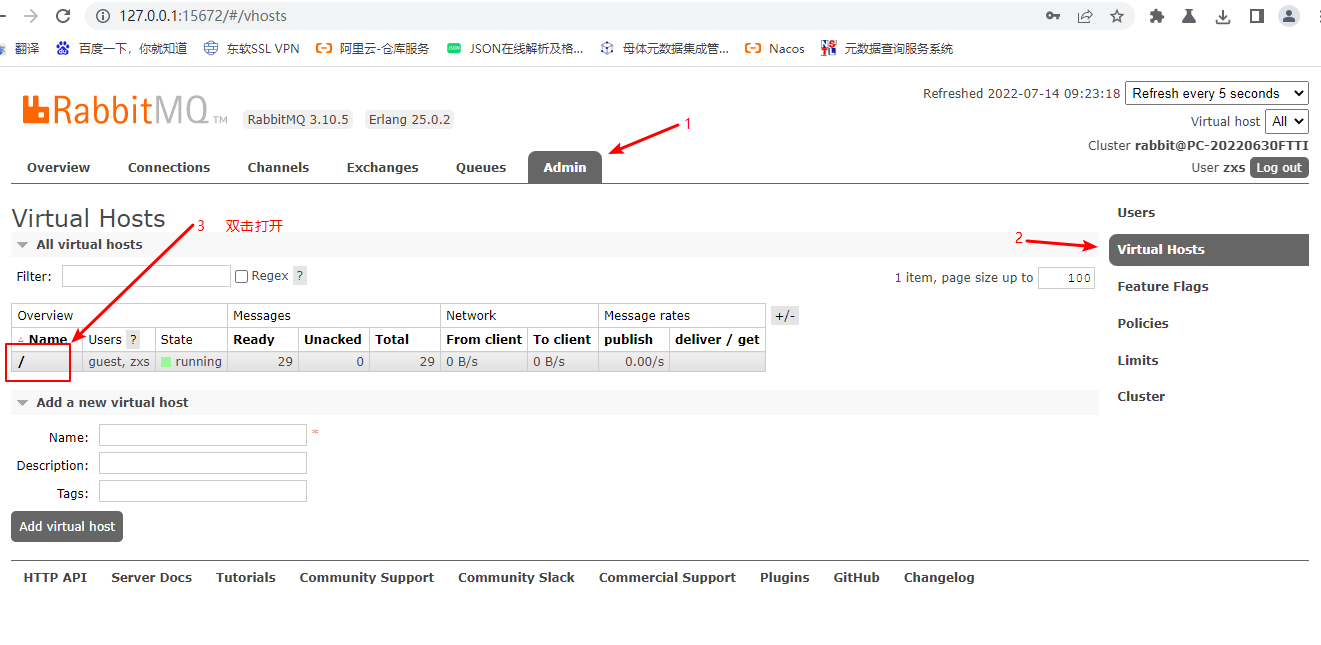 127.0.0.1:15672/#/vhosts
翻译 百度一下，你就知道 东软SSL VPN 阿里云-仓库服务 JSON JSON在线解析及格... 母体元数据集成管... Nacos 元数据查询服务系统
Refreshed 2022-07-14 09:23:18 Refresh every 5 seconds
RabbitMQ TM RabbitMQ 3.10.5 Erlang 25.0.2
Virtual host All
1
Cluster rabbit@PC-20220630FTTI
User zxs Log out
Overview Connections Channels Exchanges Queues Admin
Virtual Hosts
3 双击打开
Users
All virtual hosts
2
Virtual Hosts
Filter: Regex ?
1 item, page size up to 100
Feature Flags
Overview Messages Network Message rates +/-
Policies
Name Users ? State Ready Unacked Total From client To client publish deliver / get
/ guest, zxs running 29 0 29 0 B/s 0 B/s 0.00/s
Limits
Cluster
Add a new virtual host
Name: *
Description:
Tags:
Add virtual host
HTTP API Server Docs Tutorials Community Support Community Slack Commercial Support Plugins GitHub Changelog